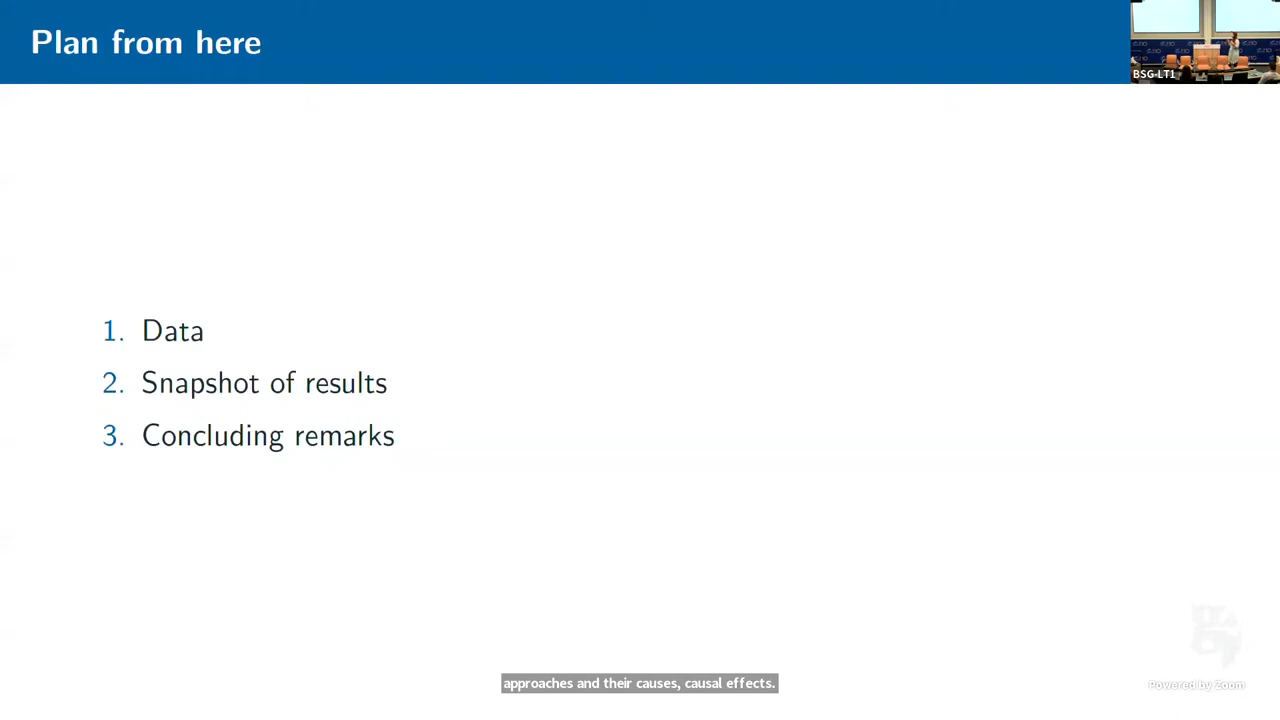 Plan from here
BSG-LT1
1. Data
2. Snapshot of results
3. Concluding remarks
approaches and their causes, causal effects.
Powered by Zoom